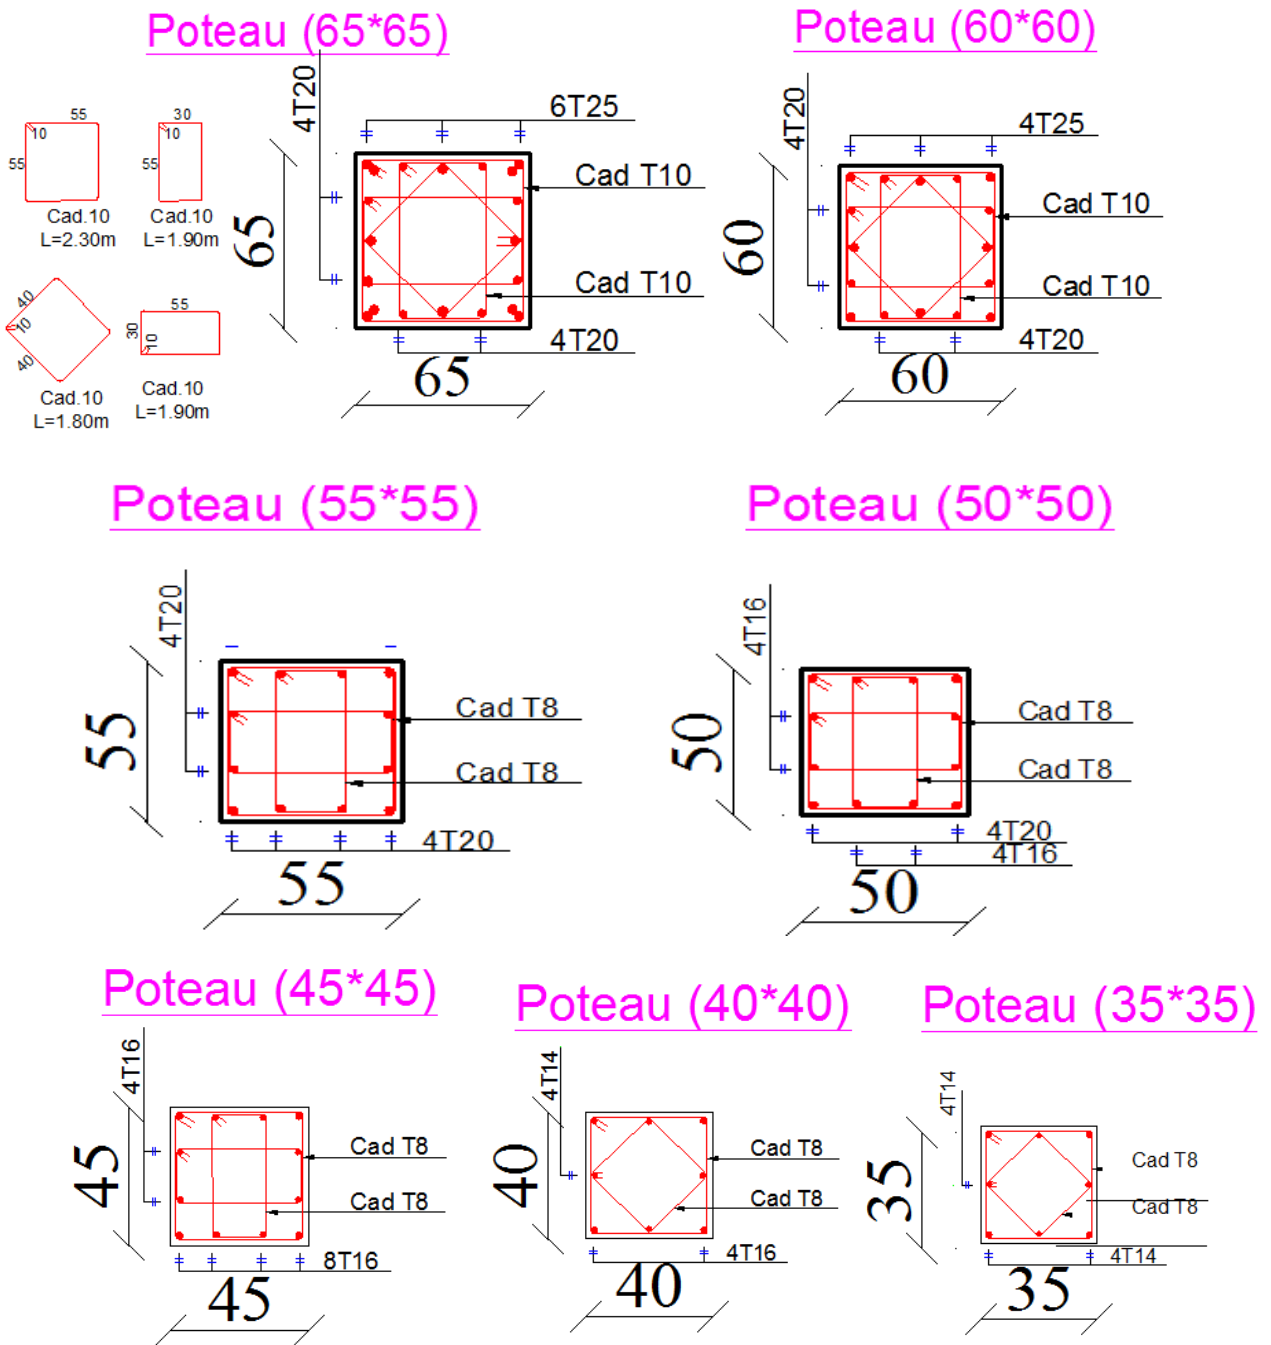 Poteau (65*65)
4T20
6T25
55
10
55
Cad.10
L=2.30m
30
10
55
Cad.10
L=1.90m
40
10
40
Cad.10
L=1.80m
55
30
10
Cad.10
L=1.90m
65
Cad T10
Cad T10
4T20
65
Poteau (60*60)
4T20
4T25
60
Cad T10
Cad T10
4T20
60
Poteau (55*55)
4T20
55
Cad T8
Cad T8
4T20
55
Poteau (50*50)
4T16
50
Cad T8
Cad T8
4T20
4T16
50
Poteau (45*45)
4T16
45
Cad T8
Cad T8
8T16
45
Poteau (40*40)
4T14
40
Cad T8
Cad T8
4T16
40
Poteau (35*35)
4T14
35
Cad T8
Cad T8
4T14
35